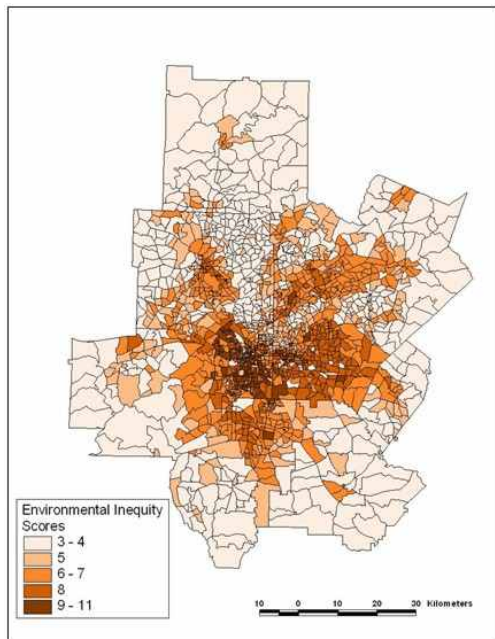 Environmental Inequity
Scores
3 - 4
5
6 - 7
8
9 - 11
10 0 10 20 30 Kilometers